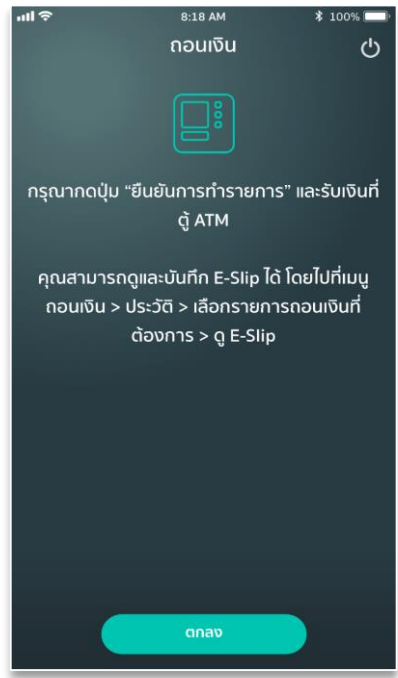 8:18 AM
100%
ถอนเงิน
กรุณากดปุ่ม “ยืนยันการทำรายการ” และรับเงินที่
ตู้ ATM
คุณสามารถดูและบันทึก E-Slip ได้ โดยไปที่เมนู
ถอนเงิน > ประวัติ > เลือกรายการถอนเงินที่
ต้องการ > ดู E-Slip
ตกลง